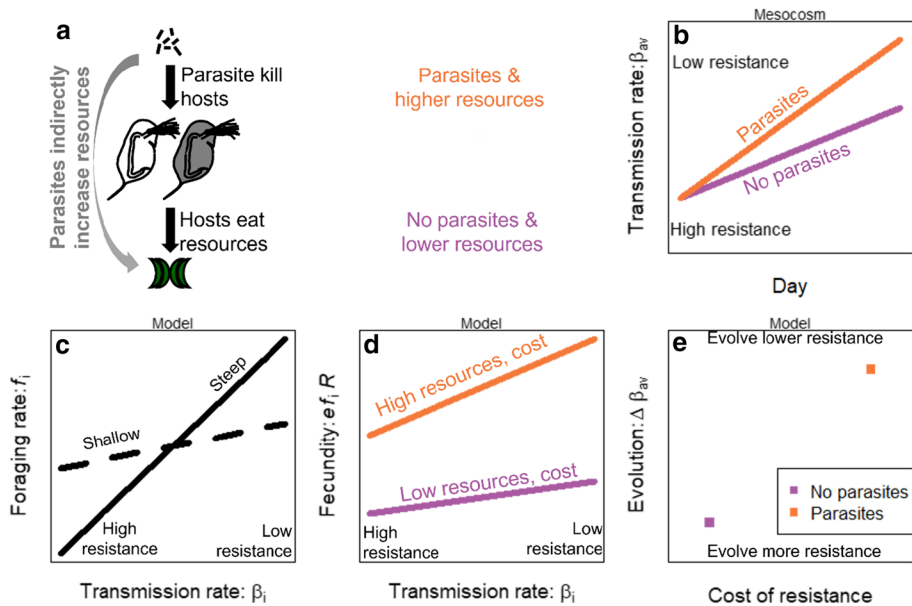 a
Parasites indirectly
increase resources
Parasite kill
hosts
Hosts eat
resources
Parasites &
higher resources
No parasites &
lower resources
Mesocosm
b
Transmission rate: βav
Low resistance
Parasites
No parasites
High resistance
Day
Model
c
Foraging rate: fi
Steep
Shallow
High
resistance
Low
resistance
Transmission rate: βi
Model
d
Fecundity: e fi R
High resources, cost
Low resources, cost
High
resistance
Low
resistance
Transmission rate: βi
Model
e
Evolution: Δ βav
Evolve lower resistance
No parasites
Parasites
Evolve more resistance
Cost of resistance